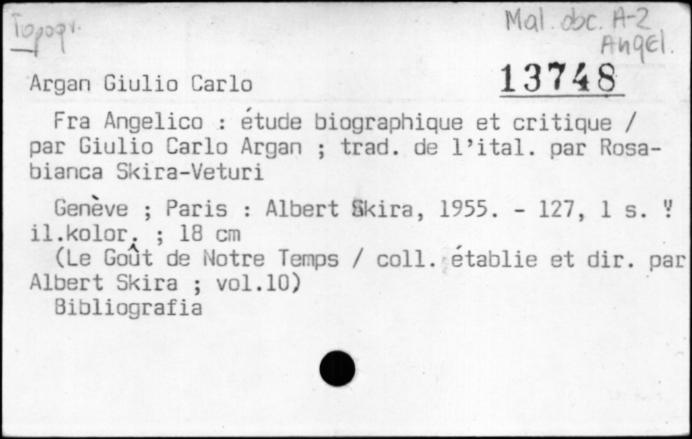 Topogr.
Mal. obc. A-2
Angel.
Argan Giulio Carlo
13748
Fra Angelico : étude biographique et critique /
par Giulio Carlo Argan ; trad. de l'ital. par Rosa-
bianca Skira-Veturi
Genève ; Paris : Albert Skira, 1955. - 127, 1 s. :
il.kolor. ; 18 cm
(Le Goût de Notre Temps / coll. établie et dir. par
Albert Skira ; vol.10)
Bibliografia